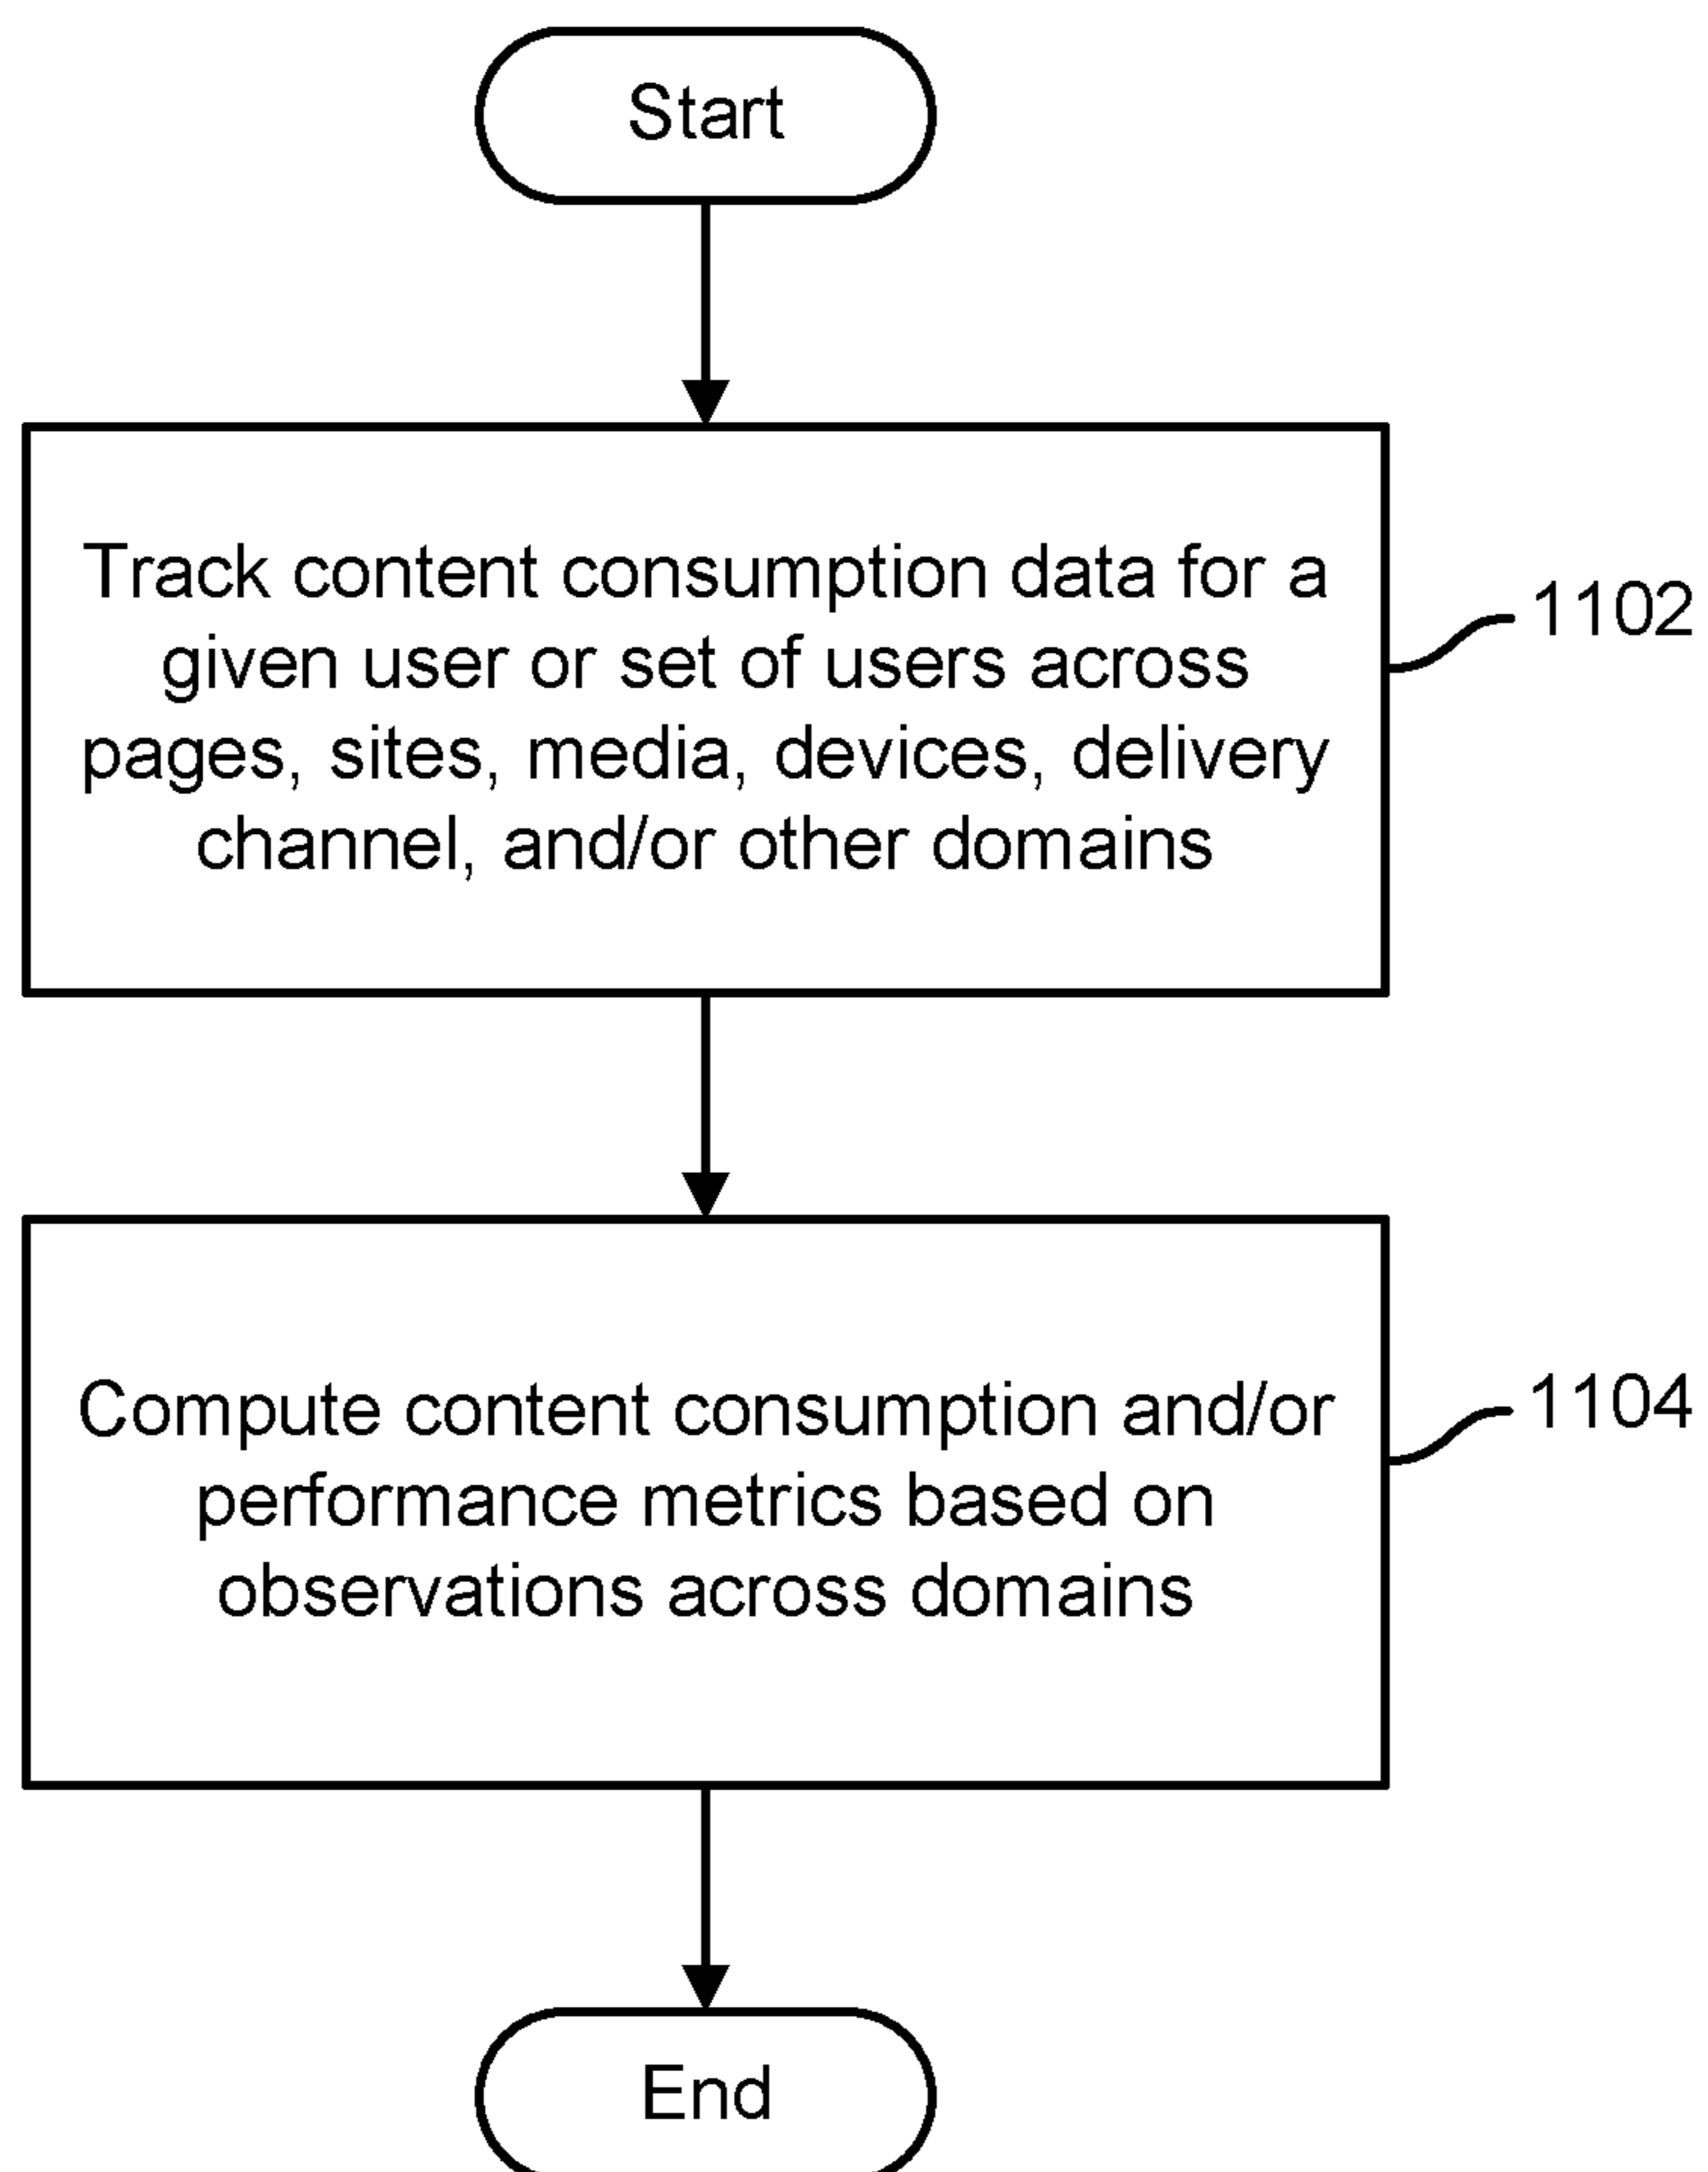 Start
Track content consumption data for a
given user or set of users across
pages, sites, media, devices, delivery
channel, and/or other domains
1102
Compute content consumption and/or
performance metrics based on
observations across domains
1104
End